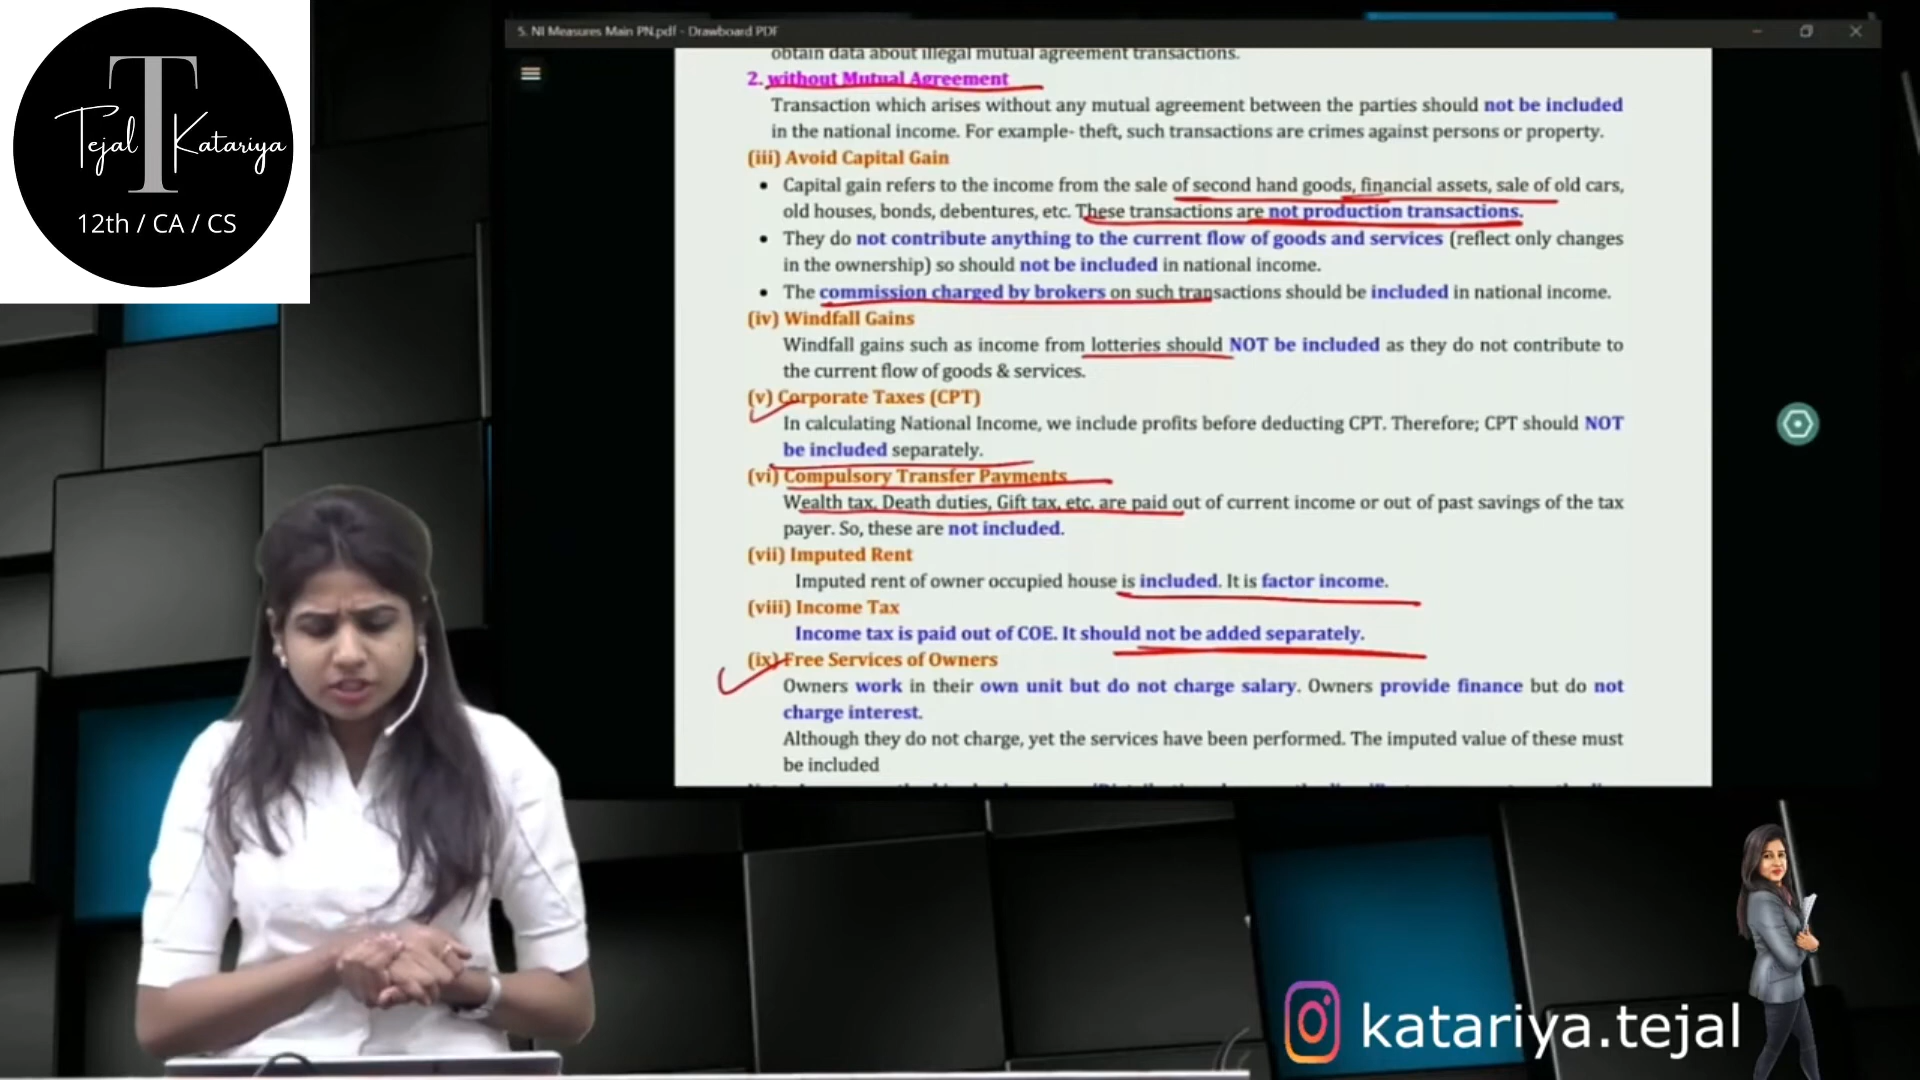 T
Tejal Katariya
12th / CA / CS
5. NI Measures Main PN.pdf - Drawboard PDF
obtain data about illegal mutual agreement transactions.
2. without Mutual Agreement
Transaction which arises without any mutual agreement between the parties should not be included
in the national income. For example- theft, such transactions are crimes against persons or property.
(iii) Avoid Capital Gain
• Capital gain refers to the income from the sale of second hand goods, financial assets, sale of old cars,
old houses, bonds, debentures, etc. These transactions are not production transactions.
• They do not contribute anything to the current flow of goods and services (reflect only changes
in the ownership) so should not be included in national income.
• The commission charged by brokers on such transactions should be included in national income.
(iv) Windfall Gains
Windfall gains such as income from lotteries should NOT be included as they do not contribute to
the current flow of goods & services.
(v) Corporate Taxes (CPT)
In calculating National Income, we include profits before deducting CPT. Therefore; CPT should NOT
be included separately.
(vi) Compulsory Transfer Payments
Wealth tax, Death duties, Gift tax, etc. are paid out of current income or out of past savings of the tax
payer. So, these are not included.
(vii) Imputed Rent
Imputed rent of owner occupied house is included. It is factor income.
(viii) Income Tax
Income tax is paid out of COE. It should not be added separately.
(ix) Free Services of Owners
Owners work in their own unit but do not charge salary. Owners provide finance but do not
charge interest.
Although they do not charge, yet the services have been performed. The imputed value of these must
be included
katariya.tejal